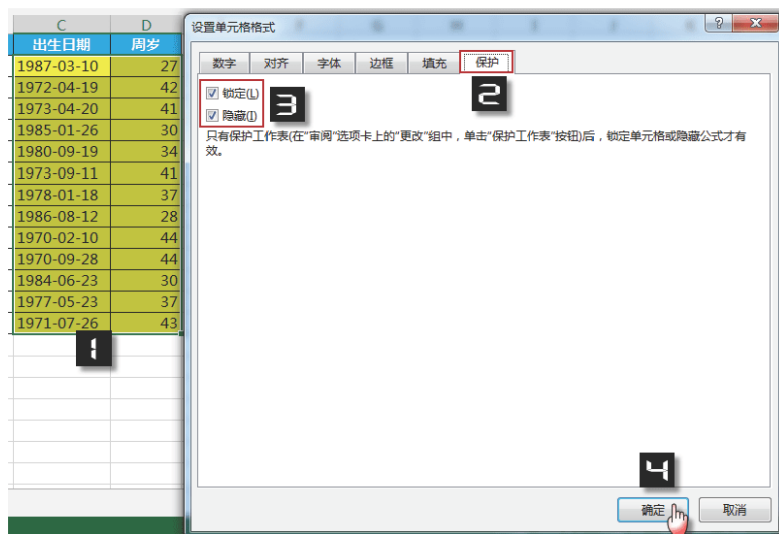 C D
出生日期 周岁
1987-03-10 27
1972-04-19 42
1973-04-20 41
1985-01-26 30
1980-09-19 34
1973-09-11 41
1978-01-18 37
1986-08-12 28
1970-02-10 44
1970-09-28 44
1984-06-23 30
1977-05-23 37
1971-07-26 43
1
设置单元格格式
数字 对齐 字体 边框 填充 保护
2
锁定(L)
隐藏(I)
3
只有保护工作表(在"审阅"选项卡上的"更改"组中，单击"保护工作表"按钮)后，锁定单元格或隐藏公式才有
效。
4
确定 取消